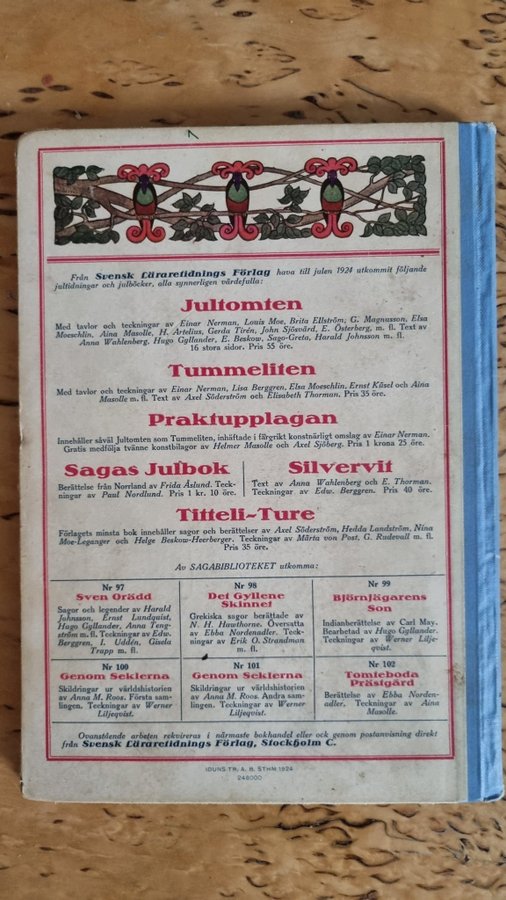 Från Svensk Läraretidnings Förlag hava till julen 1924 utkommit följande
jultidningar och julböcker, alla synnerligen värdefulla:
Jultomten
Med tavlor och teckningar av Einar Nerman, Louis Moe, Brita Ellström, G. Magnusson, Elsa
Moeschlin, Aina Masolle, H. Artelius, Gerda Tirén, John Sjösvärd, E. Österberg, m. fl. Text av
Anna Wahlenberg, Hugo Gyllander, E. Beskow, Sago-Greta, Harald Johnsson m. fl.
16 stora sidor. Pris 55 öre.
Tummeliten
Med tavlor och teckningar av Einar Nerman, Lisa Berggren, Elsa Moeschlin, Ernst Küsel och Aina
Masolle m. fl. Text av Axel Söderström och Elisabeth Thorman. Pris 35 öre.
Praktupplagan
Innehåller såväl Jultomten som Tummeliten, inhäftade i färgrikt konstnärligt omslag av Einar Nerman.
Gratis medfölja tvänne konstbilagor av Helmer Masolle och Axel Sjöberg. Pris 1 krona 25 öre.
Sagas Julbok
Berättelse från Norrland av Frida Åslund. Teck-
ningar av Paul Nordlund. Pris 1 kr. 10 öre.
Silvervit
Text av Anna Wahlenberg och E. Thorman.
Teckningar av Edw. Berggren. Pris 40 öre.
Titteli-Ture
Förlagets minsta bok innehåller sagor och berättelser av Axel Söderström, Hedda Landström, Nina
Moe-Leganger och Helge Beskow-Heerberger. Teckningar av Märta von Post, G. Rudevall m. fl.
Pris 35 öre.
Av SAGABIBLIOTEKET utkomma:
Nr 97
Sven Orädd
Sagor och legender av Harald
Johnsson, Ernst Lundquist,
Hugo Gyllander, Anna Teng-
ström m. fl. Teckningar av Edw.
Berggren, I. Uddén, Gisela
Trapp m. fl.
Nr 98
Det Gyllene
Skinnet
Grekiska sagor berättade av
N. H. Hawthorne. Översatta
av Ebba Nordenadler. Teck-
ningar av Erik O. Strandman
m. fl.
Nr 99
Björnjägarens
Son
Indianberättelse av Carl May.
Bearbetad av Hugo Gyllander.
Teckningar av Werner Lilje-
qvist.
Nr 100
Genom Seklerna
Skildringar ur världshistorien
av Anna M. Roos. Första sam-
lingen. Teckningar av Werner
Liljeqvist.
Nr 101
Genom Seklerna
Skildringar ur världshistorien
av Anna M. Roos. Andra sam-
lingen. Teckningar av Werner
Liljeqvist.
Nr 102
Tomteboda
Prästgård
Berättelse av Ebba Norden-
adler. Teckningar av Aina
Masolle.
Ovanstående arbeten rekvireras i närmaste bokhandel eller ock genom postanvisning direkt
från Svensk Läraretidnings Förlag, Stockholm C.
IDUNS TR. A. B. STHM 1924
248000